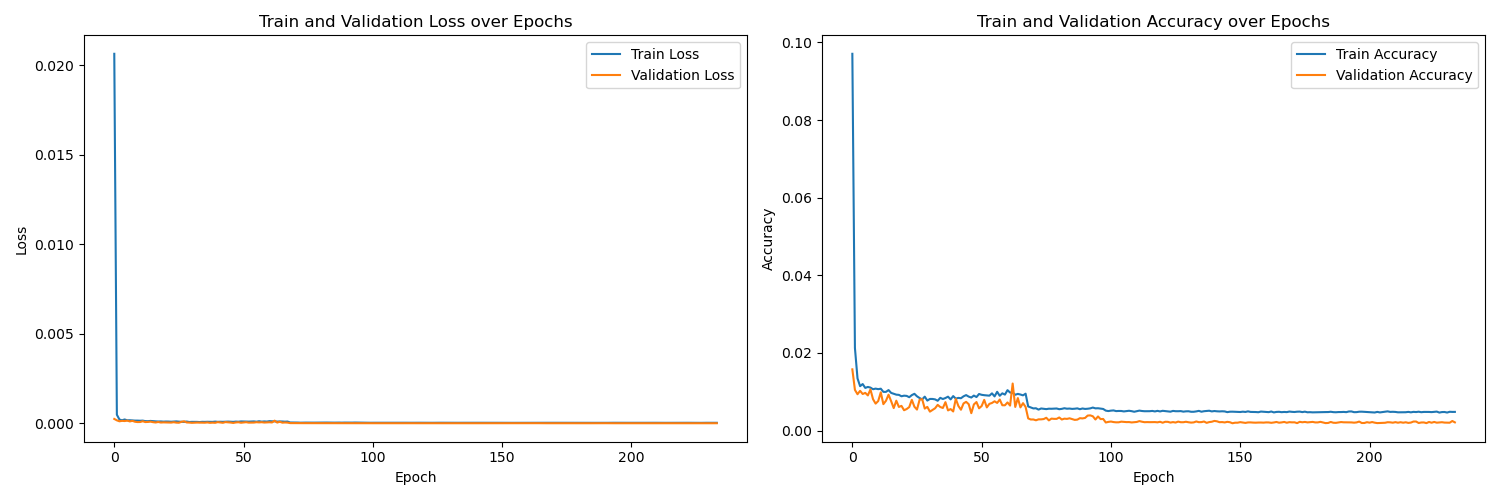 Train and Validation Loss over Epochs
Train Loss
Validation Loss
0.020
0.015
0.010
0.005
0.000
Loss
0
50
100
150
200
Epoch
Train and Validation Accuracy over Epochs
Train Accuracy
Validation Accuracy
0.10
0.08
0.06
0.04
0.02
0.00
Accuracy
0
50
100
150
200
Epoch